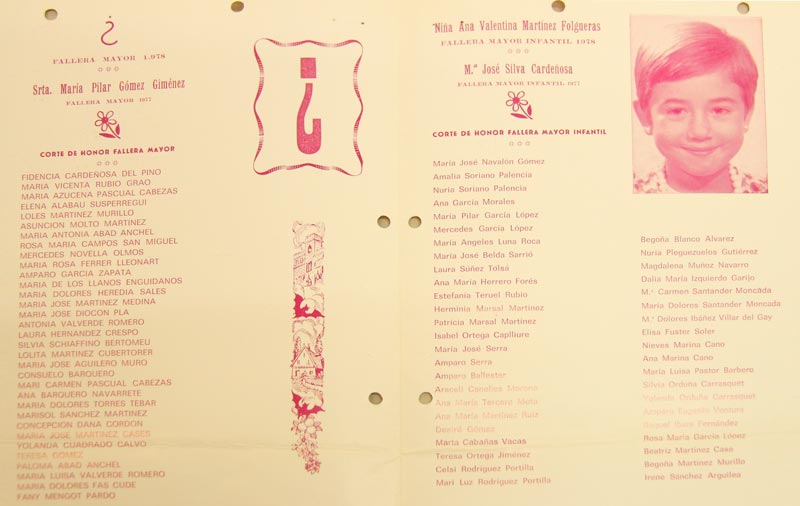 ¿
FALLERA MAYOR 1.978
Srta. María Pilar Gómez Giménez
FALLERA MAYOR 1977
CORTE DE HONOR FALLERA MAYOR
FIDENCIA CARDEÑOSA DEL PINO
MARIA VICENTA RUBIO GRAO
MARIA AZUCENA PASCUAL CABEZAS
ELENA ALABAU SUSPERREGUI
LOLES MARTINEZ MURILLO
ASUNCION MOLTO MARTINEZ
MARIA ANTONIA ABAD ANCHEL
ROSA MARIA CAMPOS SAN MIGUEL
MERCEDES NOVELLA OLMOS
MARIA ROSA FERRER LLEONART
AMPARO GARCIA ZAPATA
MARIA DE LOS LLANOS ENGUIDANOS
MARIA DOLORES HEREDIA SALES
MARIA JOSE MARTINEZ MEDINA
MARIA JOSE DIOCON PLA
ANTONIA VALVERDE ROMERO
LAURA HERNANDEZ CRESPO
SILVIA SCHIAFFINO BERTOMEU
LOLITA MARTINEZ CUBERTORER
MARIA JOSE AGUILERO MURO
CONSUELO BARQUERO
MARI CARMEN PASCUAL CABEZAS
ANA BARQUERO NAVARRETE
MARIA DOLORES TORRES TEBAR
MARISOL SANCHEZ MARTINEZ
CONCEPCION DANA CORDON
MARIA JOSE MARTINEZ CASES
YOLANDA CUADRADO CALVO
TERESA GOMEZ
PALOMA ABAD ANCHEL
MARIA LUISA VALVERDE ROMERO
MARIA DOLORES FAS CUDE
FANY MENGOT PARDO
¿
Niña Ana Valentina Martínez Folgueras
FALLERA MAYOR INFANTIL 1978
M.ª José Silva Cardeñosa
FALLERA MAYOR INFANTIL 1977
CORTE DE HONOR FALLERA MAYOR INFANTIL
María José Navalón Gómez
Amalia Soriano Palencia
Nuria Soriano Palencia
Ana García Morales
María Pilar García López
Mercedes García López
María Angeles Luna Roca
María José Belda Sarrió
Laura Súñez Tolsá
Ana María Herrero Forés
Estefanía Teruel Rubio
Herminia Marsal Martínez
Patricia Marsal Martínez
Isabel Ortega Caplliure
María José Serra
Amparo Serra
Amparo Ballester
Araceli Canelles Moreno
Ana María Tercero Mota
Ana María Martínez Ruiz
Desiré Gómez
Marta Cabañas Vacas
Teresa Ortega Jiménez
Celsi Rodríguez Portilla
Mari Luz Rodríguez Portilla
Begoña Blanco Alvarez
Nuria Pleguezuelos Gutiérrez
Magdalena Muñoz Navarro
Dalia María Izquierdo Garijo
M.ª Carmen Santander Moncada
María Dolores Santander Moncada
M.ª Dolores Ibáñez Villar del Gay
Elisa Fuster Soler
Nieves Marina Cano
Ana Marina Cano
María Luisa Pastor Barbero
Silvia Orduña Carrasquet
Yolanda Orduña Carrasquet
Amparo Eugenio Ventura
Raquel Ibors Fernández
Rosa María García López
Beatriz Martínez Case
Begoña Martínez Murillo
Irene Sánchez Arguilea